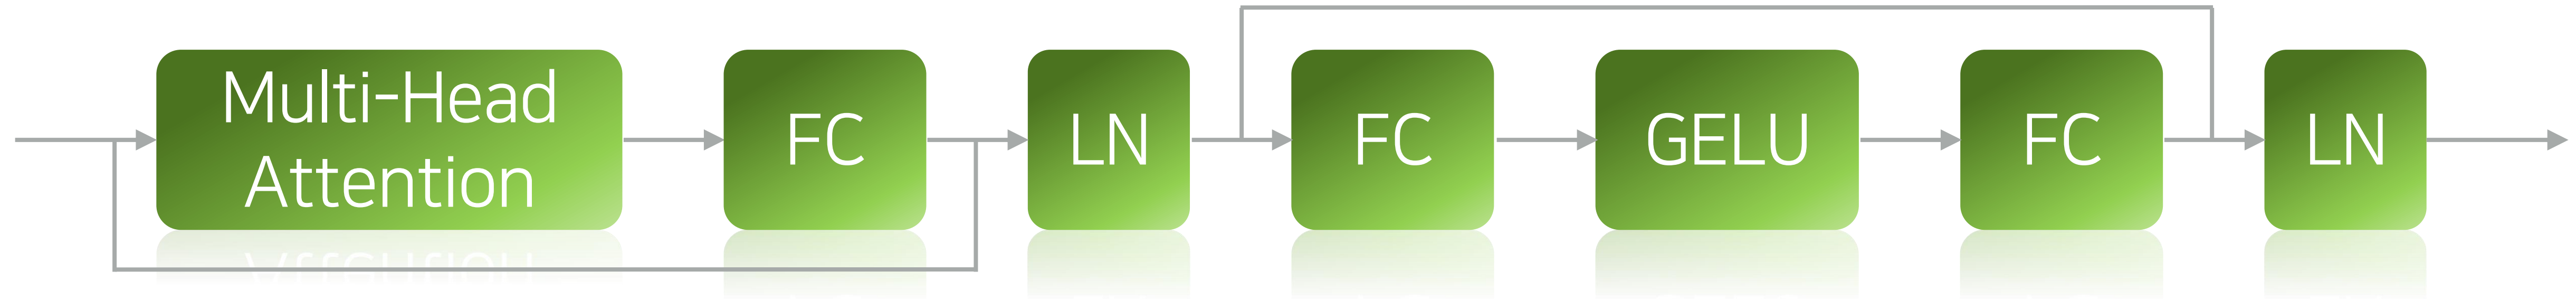 Multi-Head
Attention
FC
LN
FC
GELU
FC
LN